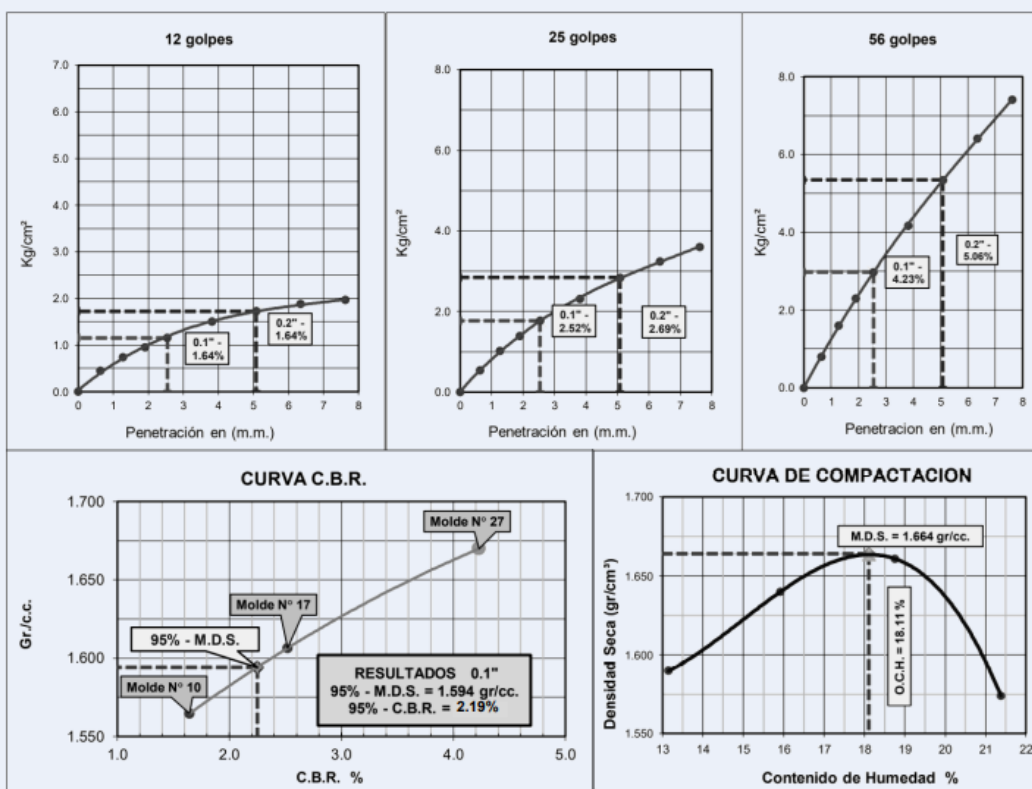 12 golpes
7.0
6.0
5.0
4.0
3.0
2.0
1.0
0.0
Kg/cm²
0.1" -
1.64%
0.2" -
1.64%
0 1 2 3 4 5 6 7 8
Penetración en (m.m.)
25 golpes
8.0
6.0
4.0
2.0
0.0
Kg/cm²
0.1" -
2.52%
0.2" -
2.69%
0 1 2 3 4 5 6 7 8
Penetración en (m.m.)
56 golpes
8.0
6.0
4.0
2.0
0.0
Kg/cm²
0.1" -
4.23%
0.2" -
5.06%
0 1 2 3 4 5 6 7 8
Penetracion en (m.m.)
CURVA C.B.R.
1.700
1.650
1.600
1.550
Gr./c.c.
Molde N° 27
Molde N° 17
95% - M.D.S.
Molde N° 10
RESULTADOS 0.1"
95% - M.D.S. = 1.594 gr/cc.
95% - C.B.R. = 2.19%
1.0 2.0 3.0 4.0 5.0
C.B.R. %
CURVA DE COMPACTACION
1.700
1.650
1.600
1.550
Densidad Seca (gr/cm³)
M.D.S. = 1.664 gr/cc.
O.C.H. = 18.11 %
13 14 15 16 17 18 19 20 21 22
Contenido de Humedad %